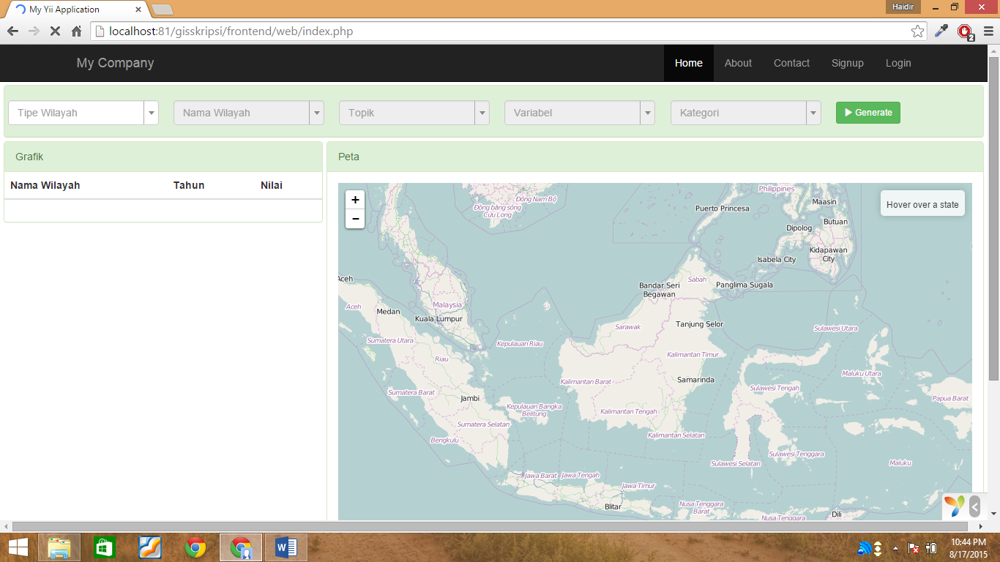 My Yii Application
Haidir
localhost:81/gisskripsi/frontend/web/index.php
2
My Company
Home About Contact Signup Login
Tipe Wilayah
Nama Wilayah
Topik
Variabel
Kategori
Generate
Grafik
Nama Wilayah Tahun Nilai
Peta
+
−
Hover over a state
Philippines
Maasin
Đông Nam Bộ
Đồng bằng sông
Cửu Long
Puerto Princesa
Butuan
Dipolog
Kidapawan
City
Isabela City
Aceh
Sabah
Panglima Sugala
Bandar Seri
Begawan
Aceh
Medan
Malaysia
Kuala Lumpur
Tanjung Selor
Sarawak
Sulawesi Utara
Sumatera Utara
Kepulauan Riau
Riau
Kalimantan Timur
Maluku Utara
Kalimantan Barat
Samarinda
Sumatera Barat
Sulawesi Tengah
Jambi
Papua Barat
Kepulauan Bangka
Belitung
Kalimantan Tengah
Sumatera Selatan
Kalimantan Selatan
Bengkulu
Sulawesi Tenggara
Sulawesi Selatan
Maluku
Jawa Barat
Jawa Tengah
Jawa Timur
Blitar
Nusa Tenggara
Barat
Dili
Nusa Tenggara
10:44 PM
8/17/2015